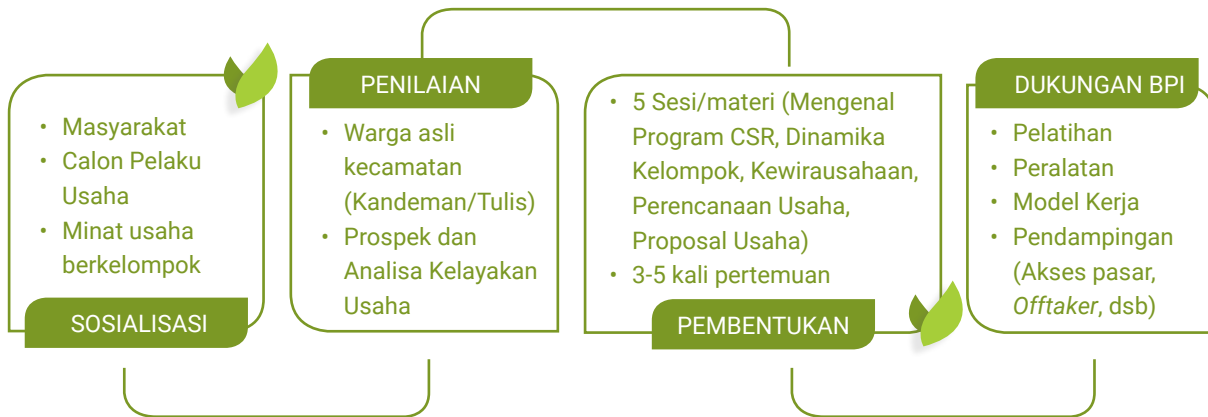 • Masyarakat
• Calon Pelaku
Usaha
• Minat usaha
berkelompok
SOSIALISASI
PENILAIAN
• Warga asli
kecamatan
(Kandeman/Tulis)
• Prospek dan
Analisa Kelayakan
Usaha
• 5 Sesi/materi (Mengenal
Program CSR, Dinamika
Kelompok, Kewirausahaan,
Perencanaan Usaha,
Proposal Usaha)
• 3-5 kali pertemuan
PEMBENTUKAN
DUKUNGAN BPI
• Pelatihan
• Peralatan
• Model Kerja
• Pendampingan
(Akses pasar,
Offtaker, dsb)